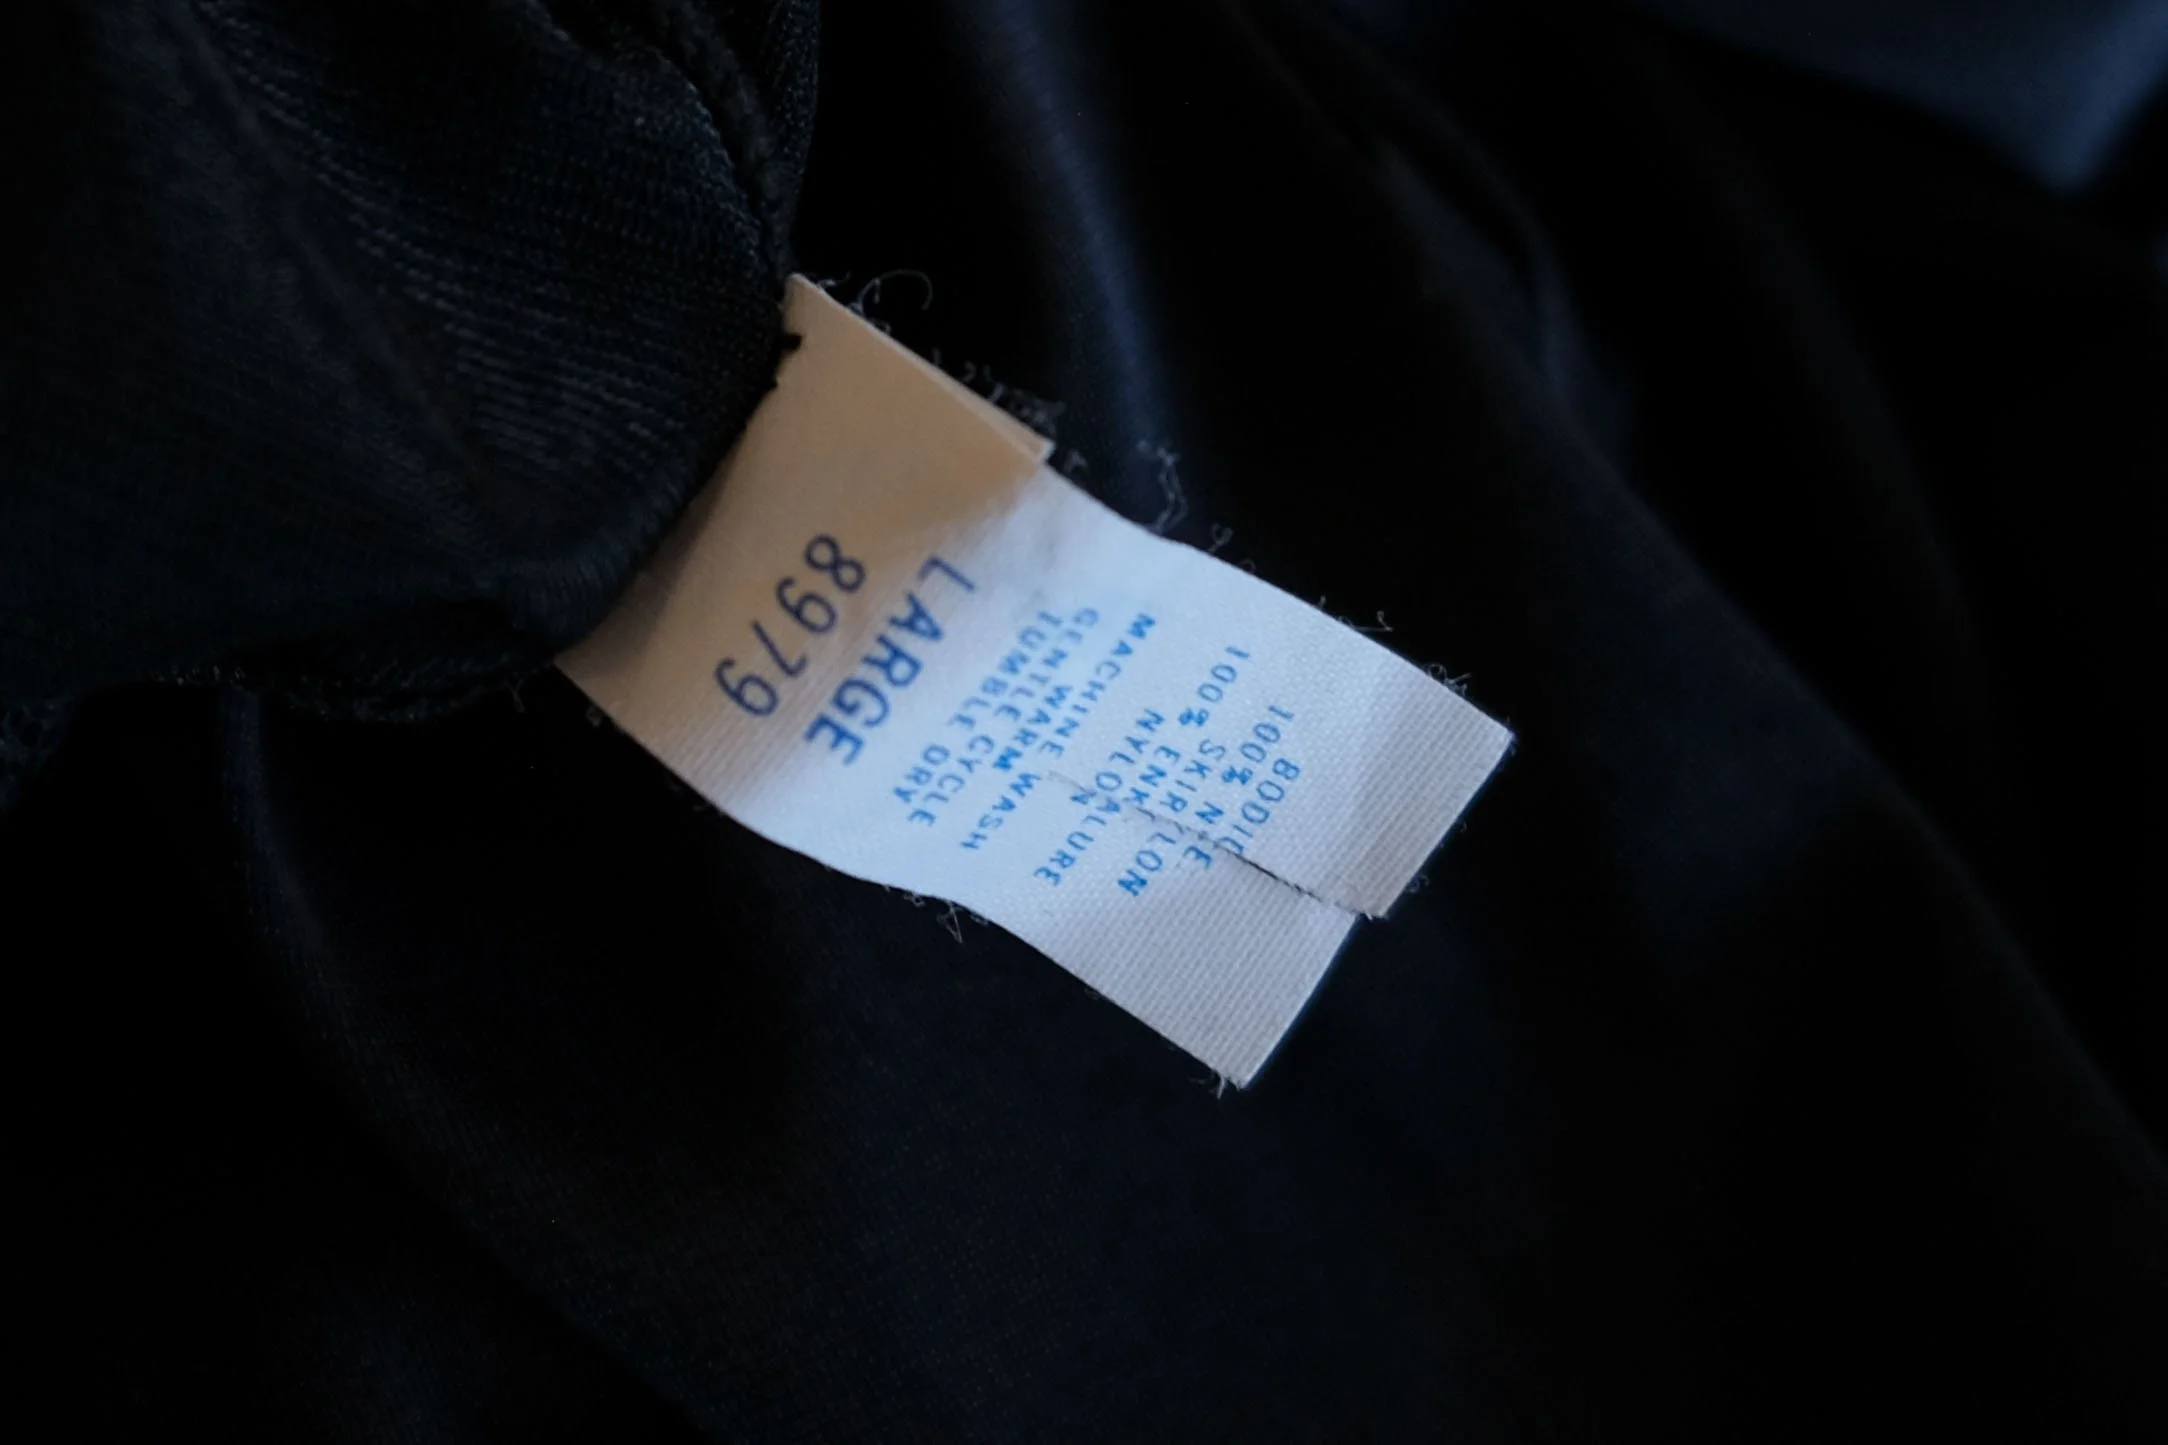 BODICE
100% NYLON
SKIRT
100% ENKALURE
NYLON
MACHINE WASH
WARM
GENTLE CYCLE
TUMBLE DRY
LARGE
8979